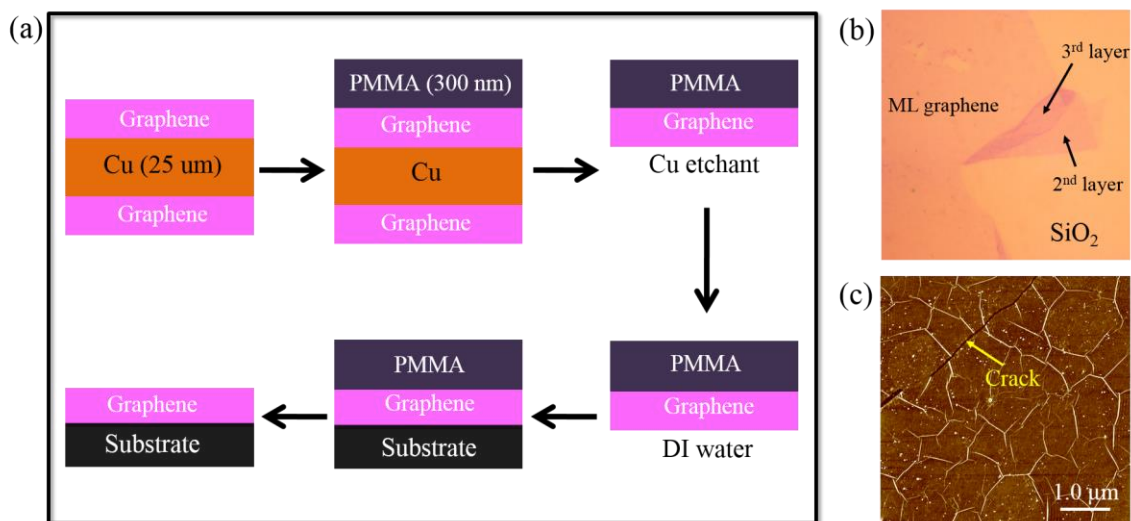 (a)
Graphene
Cu (25 um)
Graphene
PMMA (300 nm)
Graphene
Cu
Graphene
PMMA
Graphene
Cu etchant
PMMA
Graphene
DI water
PMMA
Graphene
Substrate
Graphene
Substrate
(b)
3rd layer
ML graphene
2nd layer
SiO2
(c)
Crack
1.0 μm